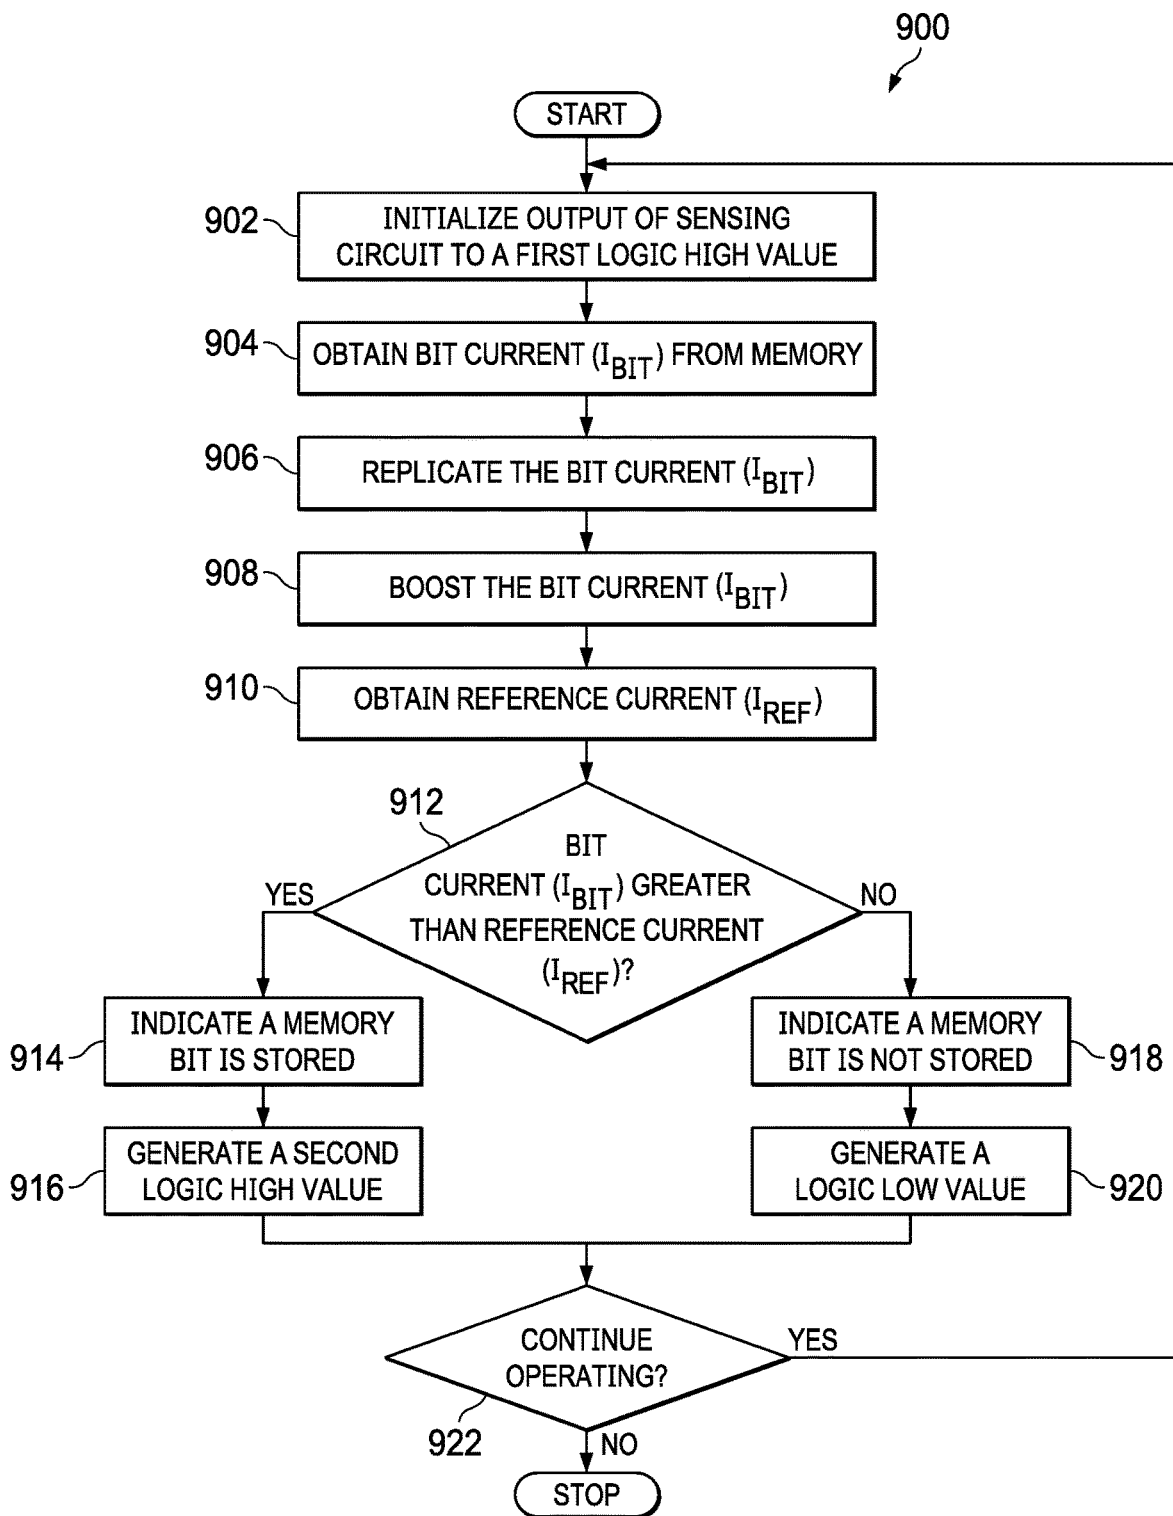 900
START
902
INITIALIZE OUTPUT OF SENSING
CIRCUIT TO A FIRST LOGIC HIGH VALUE
904
OBTAIN BIT CURRENT (IBIT) FROM MEMORY
906
REPLICATE THE BIT CURRENT (IBIT)
908
BOOST THE BIT CURRENT (IBIT)
910
OBTAIN REFERENCE CURRENT (IREF)
912
BIT
CURRENT (IBIT) GREATER
THAN REFERENCE CURRENT
(IREF)?
YES
NO
914
INDICATE A MEMORY
BIT IS STORED
INDICATE A MEMORY
BIT IS NOT STORED
918
916
GENERATE A SECOND
LOGIC HIGH VALUE
GENERATE A
LOGIC LOW VALUE
920
CONTINUE
OPERATING?
YES
922
NO
STOP